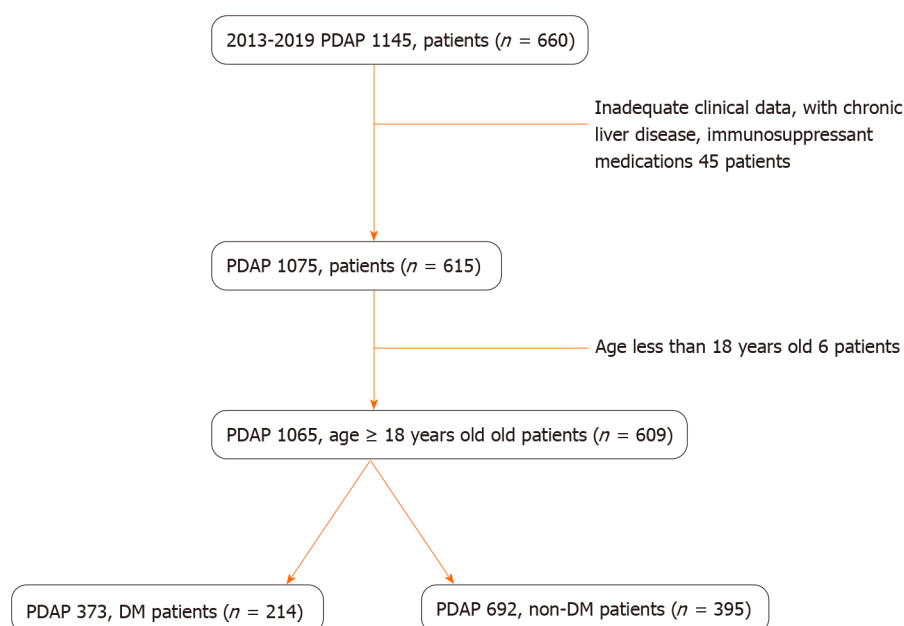 2013-2019 PDAP 1145, patients (n = 660)
Inadequate clinical data, with chronic
liver disease, immunosuppressant
medications 45 patients
PDAP 1075, patients (n = 615)
Age less than 18 years old 6 patients
PDAP 1065, age ≥ 18 years old old patients (n = 609)
PDAP 373, DM patients (n = 214)
PDAP 692, non-DM patients (n = 395)